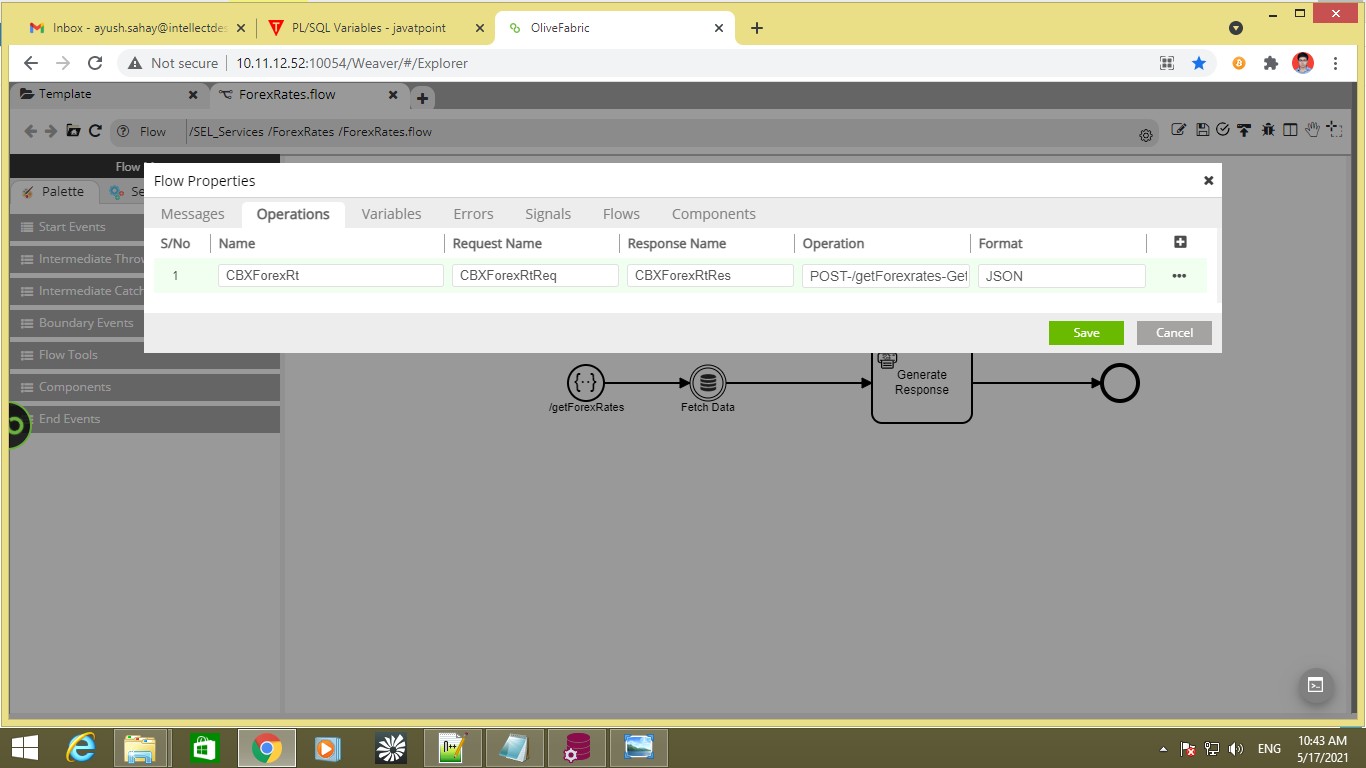 Inbox - ayush.sahay@intellectdes
PL/SQL Variables - javatpoint
OliveFabric
Not secure
10.11.12.52:10054/Weaver/#/Explorer
Template
ForexRates.flow
Flow
/SEL_Services /ForexRates /ForexRates.flow
Flow
Palette
Se
Flow Properties
Messages
Operations
Variables
Errors
Signals
Flows
Components
S/No
Name
Request Name
Response Name
Operation
Format
1
CBXForexRt
CBXForexRtReq
CBXForexRtRes
POST-/getForexrates-Get
JSON
Save
Cancel
Start Events
Intermediate Throw
Intermediate Catch
Boundary Events
Flow Tools
Components
End Events
/getForexRates
Fetch Data
Generate
Response
N++
ENG
10:43 AM
5/17/2021